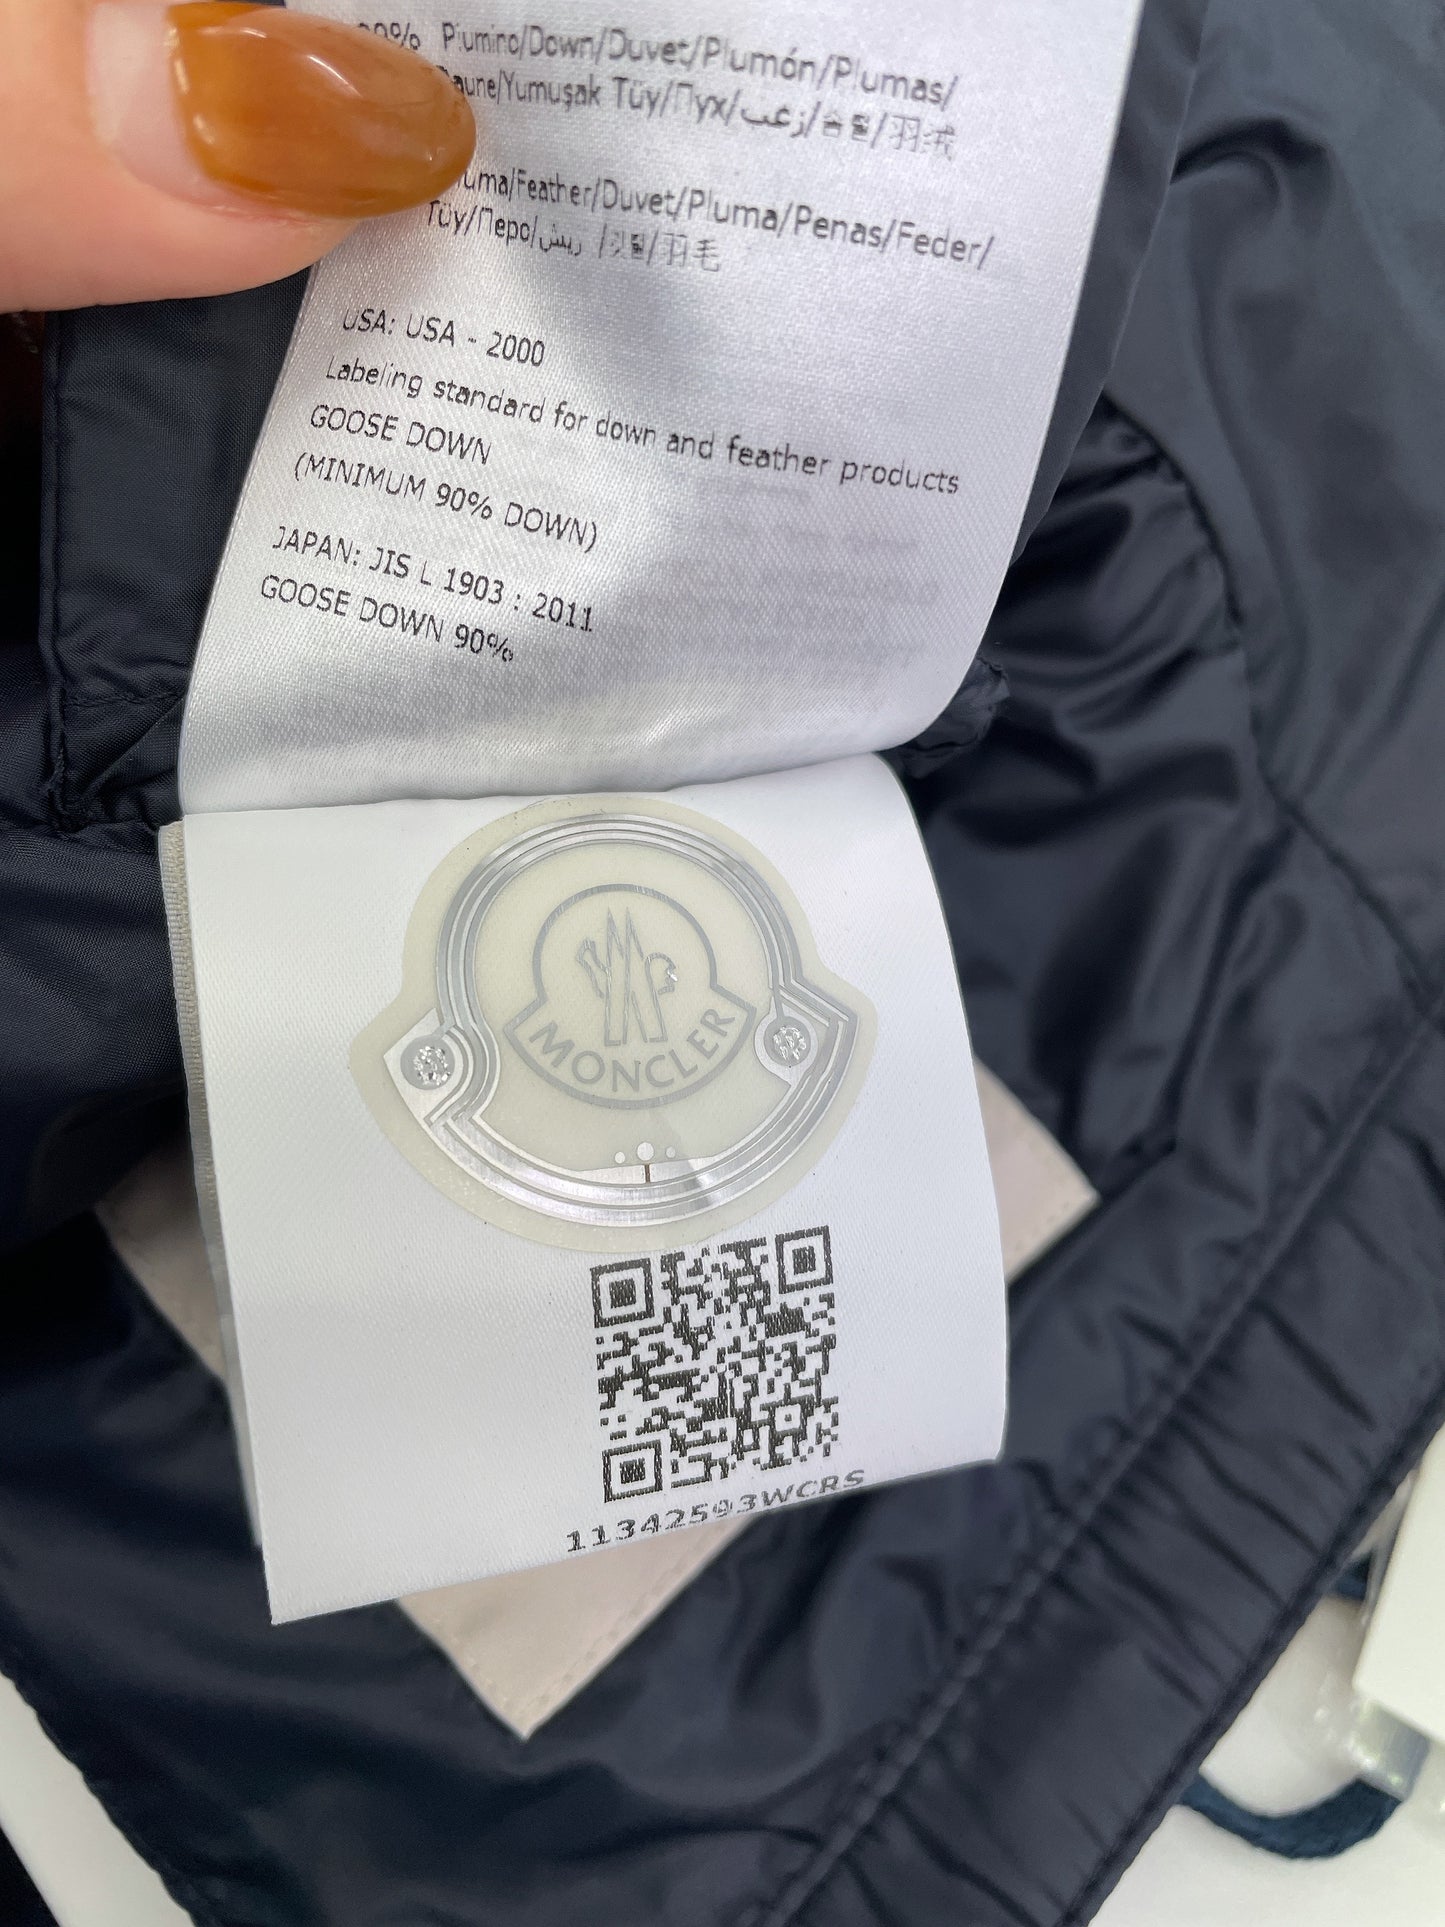 Piumino/Down/Duvet/Plumón/Plumas/
Daune/Yumuşak Tüy/Пух/زغب/솜털/羽绒
Piuma/Feather/Duvet/Pluma/Penas/Feder/
Tüy/Перо/ريش /깃털/羽毛
USA: USA - 2000
Labeling standard for down and feather products
GOOSE DOWN
(MINIMUM 90% DOWN)
JAPAN: JIS L 1903 : 2011
GOOSE DOWN 90%
MONCLER
11342593WCRS